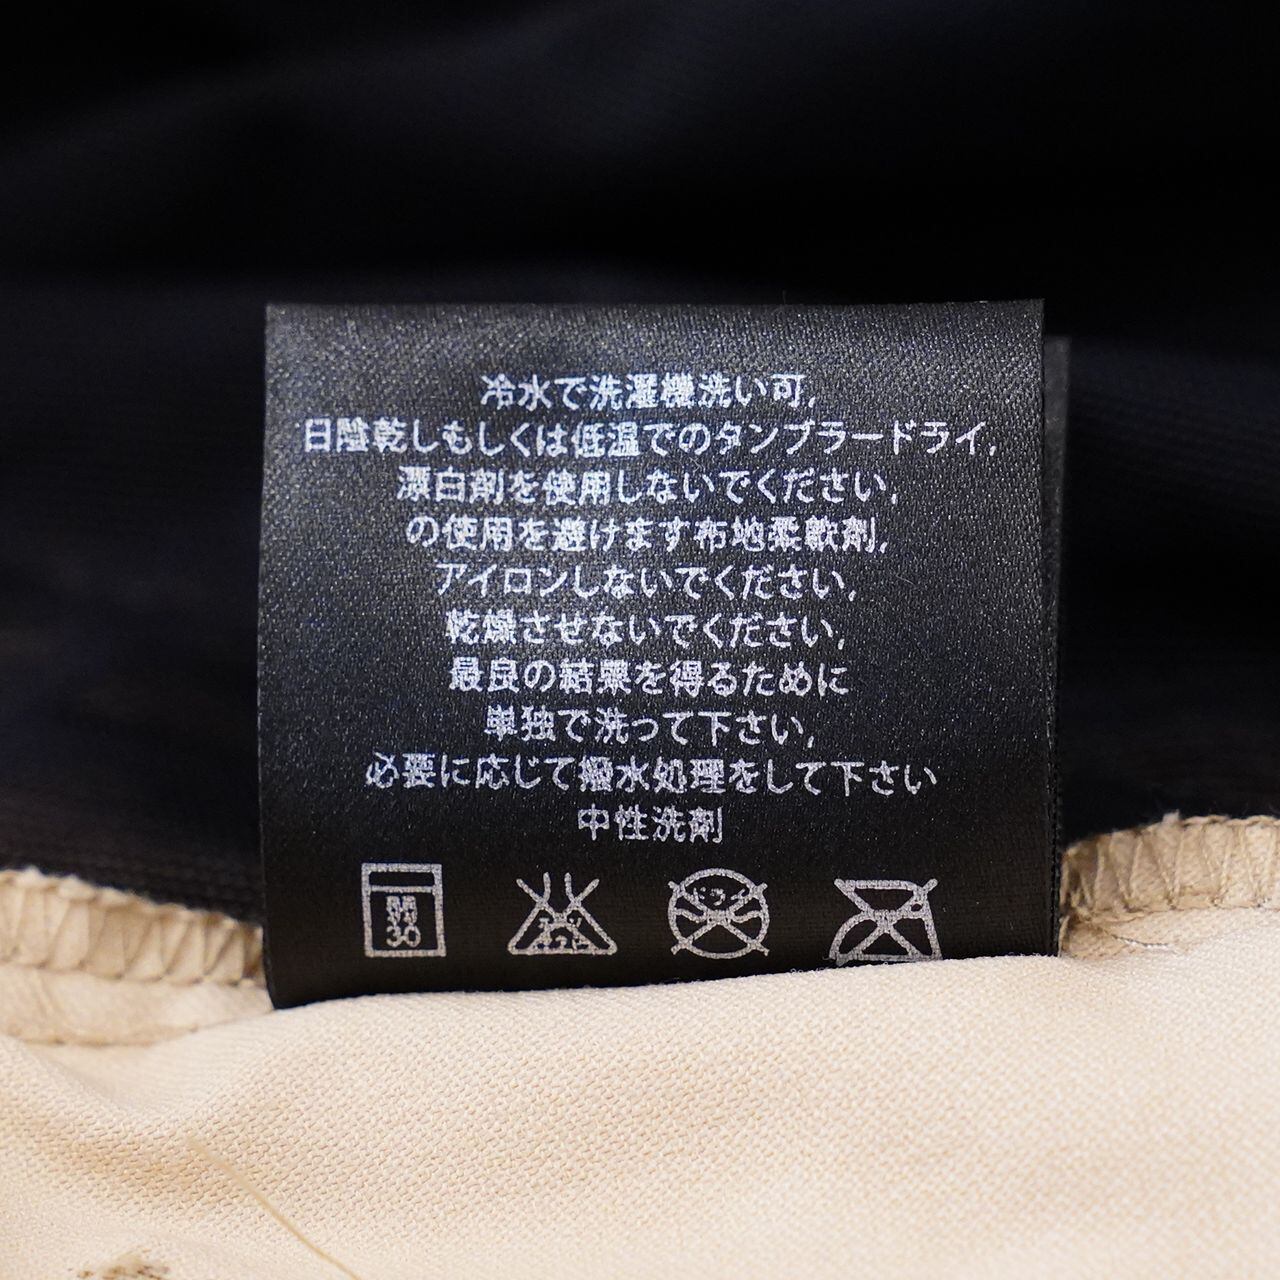 冷水で洗濯機洗い可,
日陰乾しもしくは低温でのタンブラードライ,
漂白剤を使用しないでください,
の使用を避けます布地柔軟剤,
アイロンしないでください,
乾燥させないでください,
最良の結果を得るために
単独で洗って下さい,
必要に応じて撥水処理をして下さい
中性洗剤
30